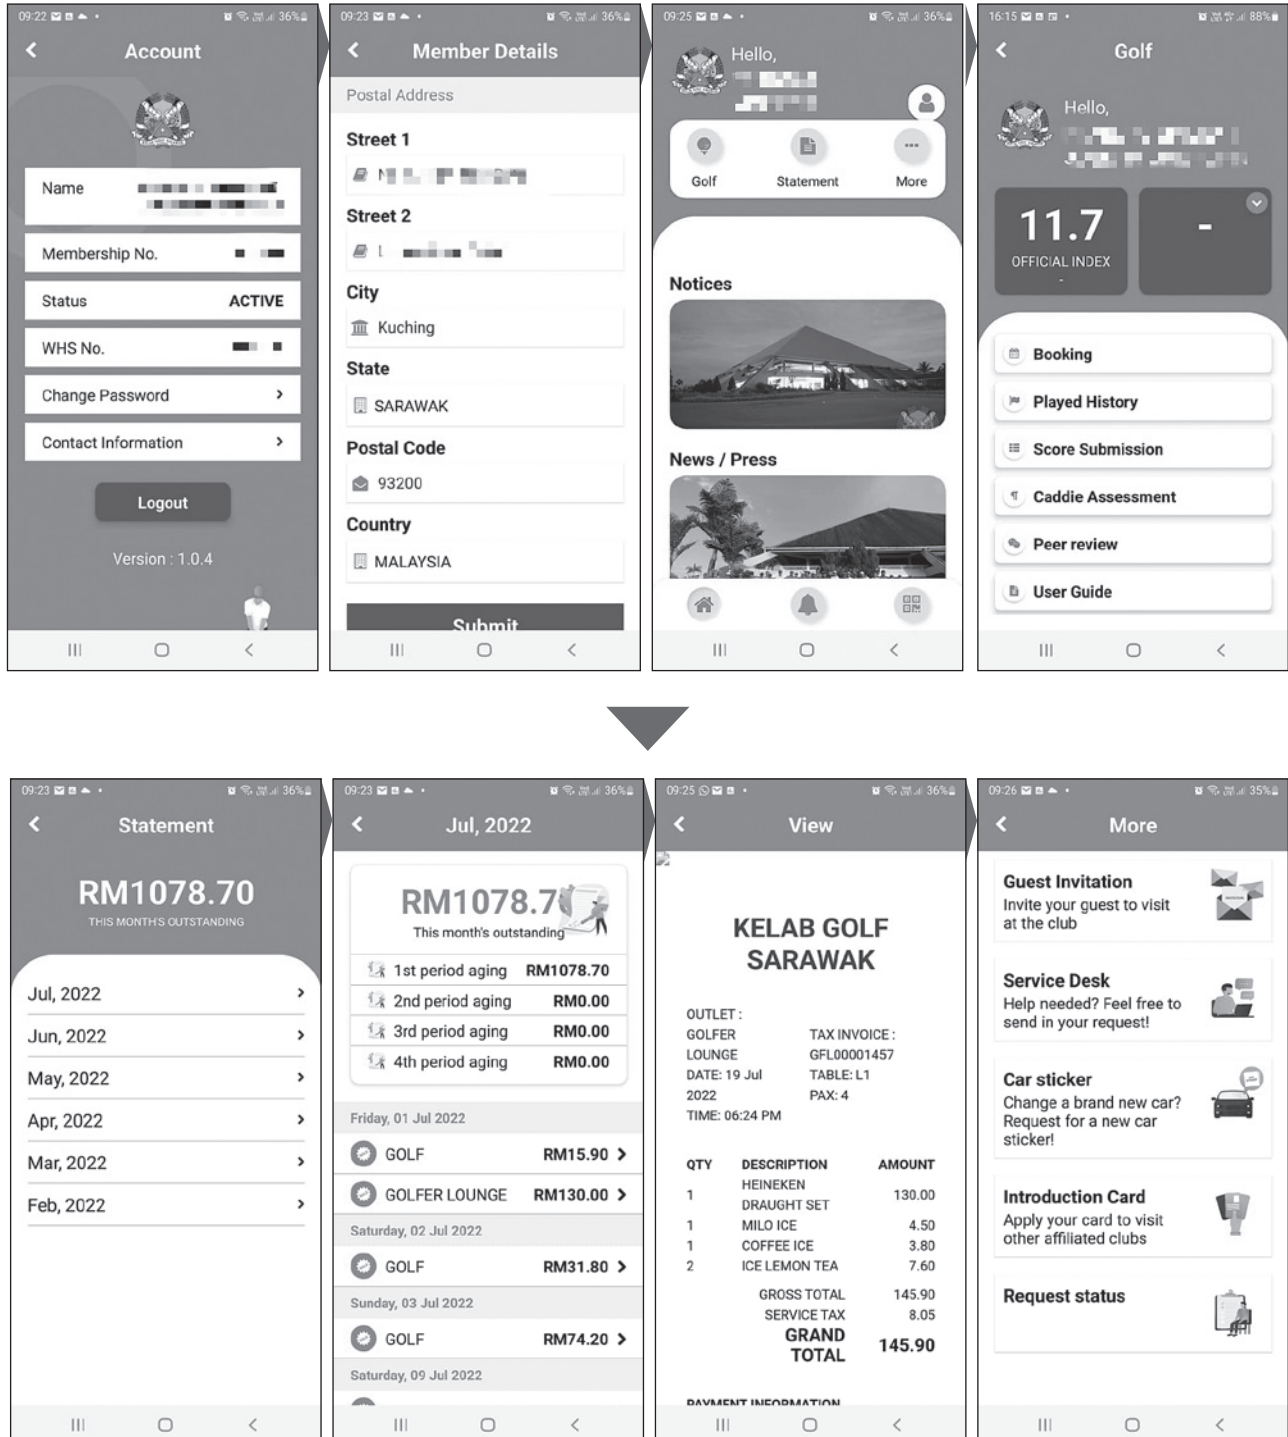 09:22
36%
Account
Name
Membership No.
Status ACTIVE
WHS No.
Change Password
Contact Information
Logout
Version : 1.0.4
09:23
36%
Member Details
Postal Address
Street 1
Street 2
City
Kuching
State
SARAWAK
Postal Code
93200
Country
MALAYSIA
Submit
09:25
36%
Hello,
Golf Statement More
Notices
News / Press
16:15
88%
Golf
Hello,
11.7
-
OFFICIAL INDEX
-
Booking
Played History
Score Submission
Caddie Assessment
Peer review
User Guide
09:23
36%
Statement
RM1078.70
THIS MONTH'S OUTSTANDING
Jul, 2022
Jun, 2022
May, 2022
Apr, 2022
Mar, 2022
Feb, 2022
09:23
36%
Jul, 2022
RM1078.7
This month's outstanding
1st period aging RM1078.70
2nd period aging RM0.00
3rd period aging RM0.00
4th period aging RM0.00
Friday, 01 Jul 2022
GOLF RM15.90
GOLFER LOUNGE RM130.00
Saturday, 02 Jul 2022
GOLF RM31.80
Sunday, 03 Jul 2022
GOLF RM74.20
Saturday, 09 Jul 2022
09:25
36%
View
KELAB GOLF
SARAWAK
OUTLET :
GOLFER TAX INVOICE :
LOUNGE GFL00001457
DATE: 19 Jul TABLE: L1
2022 PAX: 4
TIME: 06:24 PM
QTY DESCRIPTION AMOUNT
1 HEINEKEN DRAUGHT SET 130.00
1 MILO ICE 4.50
1 COFFEE ICE 3.80
2 ICE LEMON TEA 7.60
GROSS TOTAL 145.90
SERVICE TAX 8.05
GRAND
TOTAL 145.90
PAYMENT INFORMATION
09:26
35%
More
Guest Invitation
Invite your guest to visit
at the club
Service Desk
Help needed? Feel free to
send in your request!
Car sticker
Change a brand new car?
Request for a new car
sticker!
Introduction Card
Apply your card to visit
other affiliated clubs
Request status